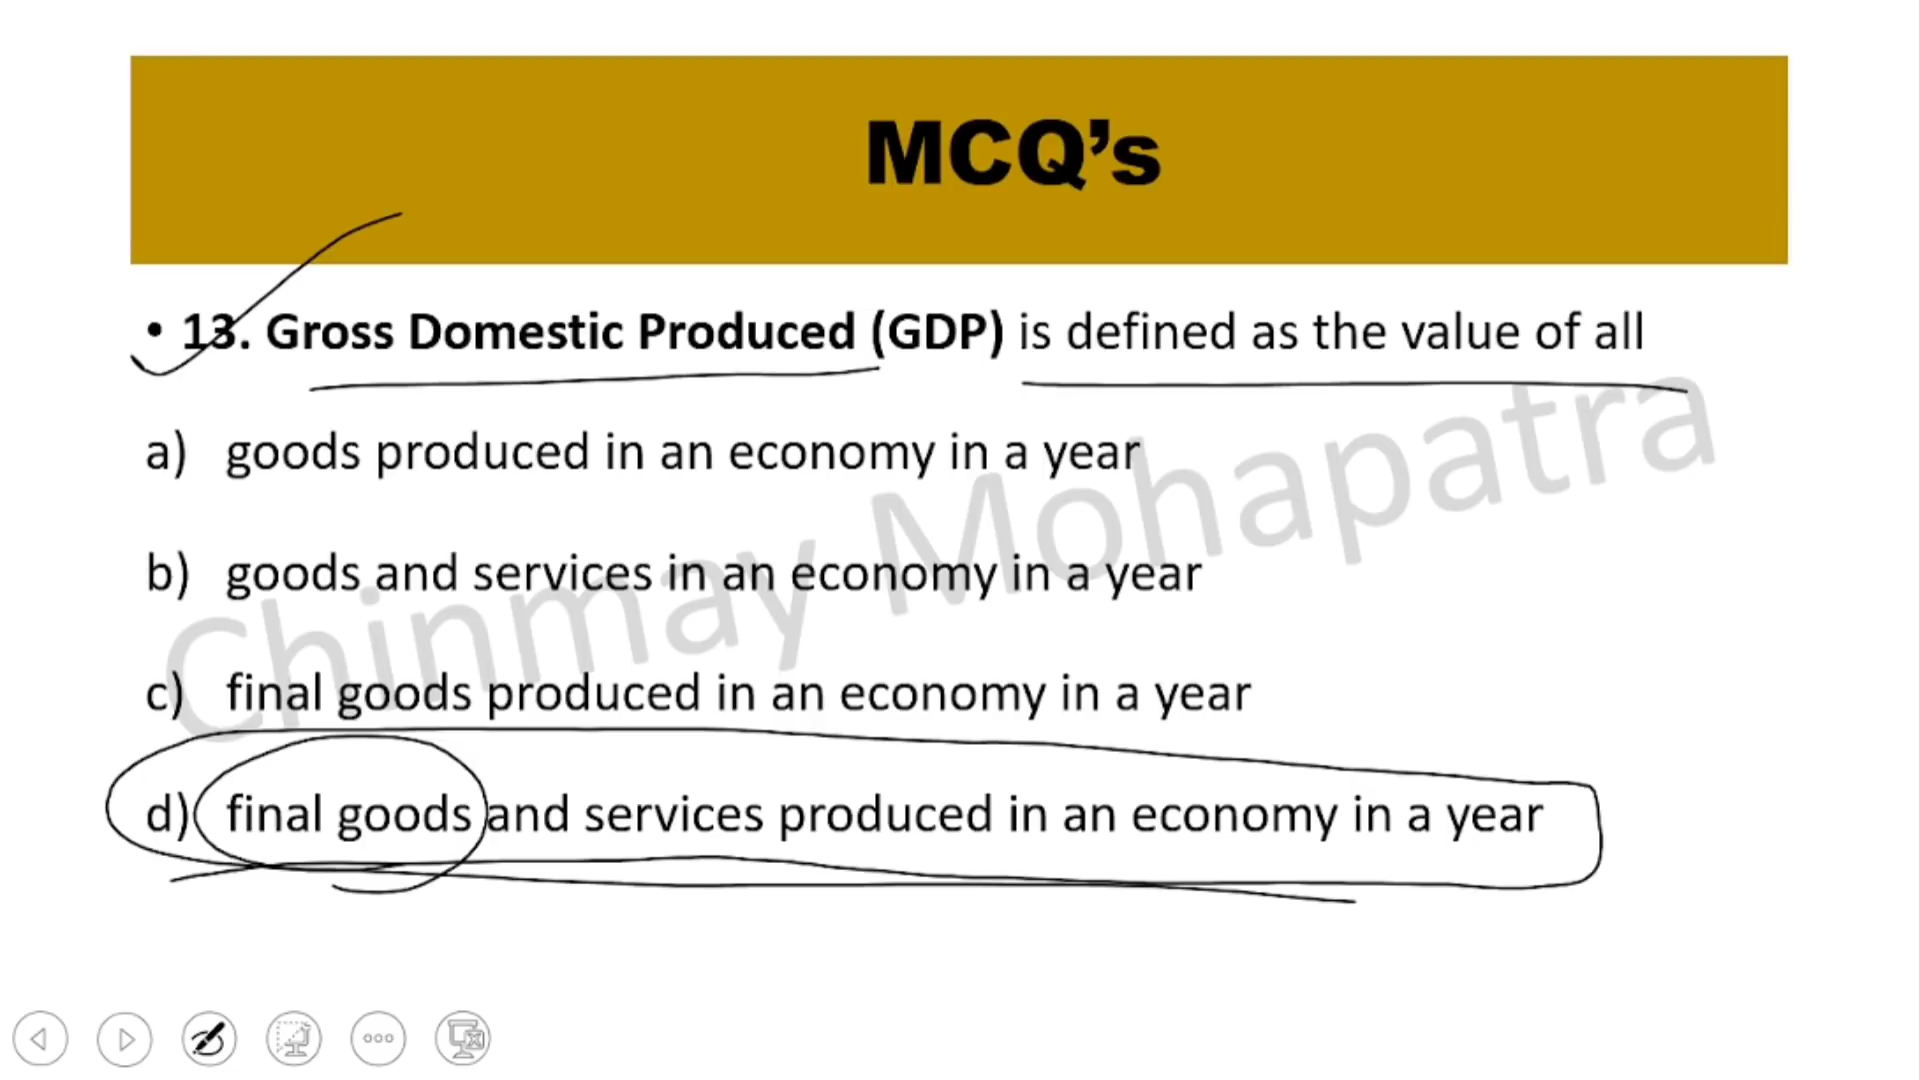 MCQ’s
• 13. Gross Domestic Produced (GDP) is defined as the value of all
a) goods produced in an economy in a year
b) goods and services in an economy in a year
c) final goods produced in an economy in a year
d) final goods and services produced in an economy in a year
Chinmay Mohapatra